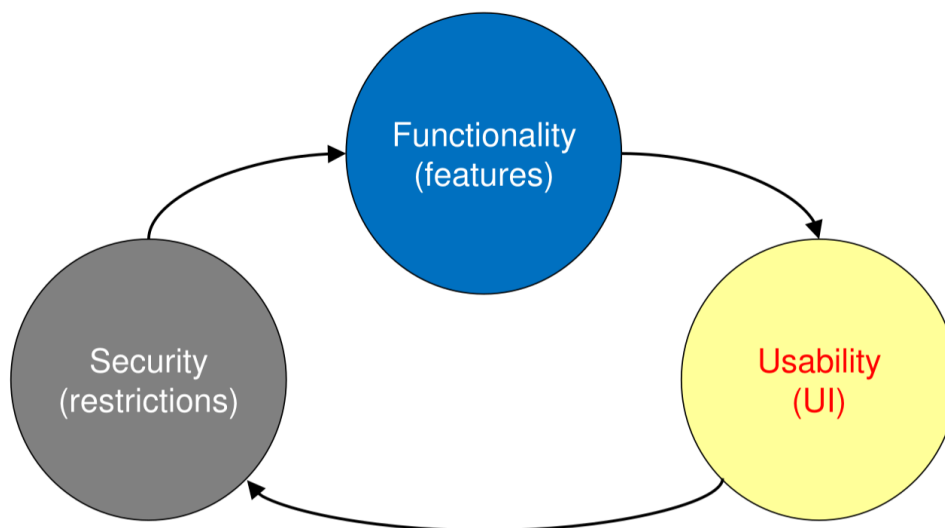 Functionality
(features)
Security
(restrictions)
Usability
(UI)